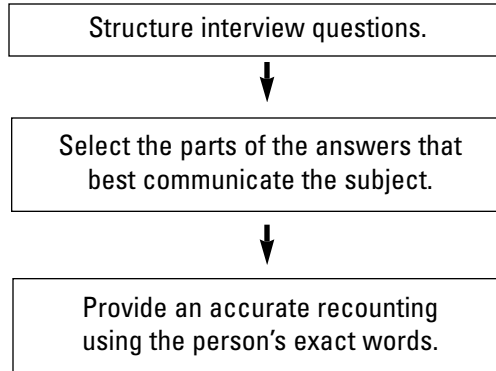 Structure interview questions.
Select the parts of the answers that
best communicate the subject.
Provide an accurate recounting
using the person’s exact words.